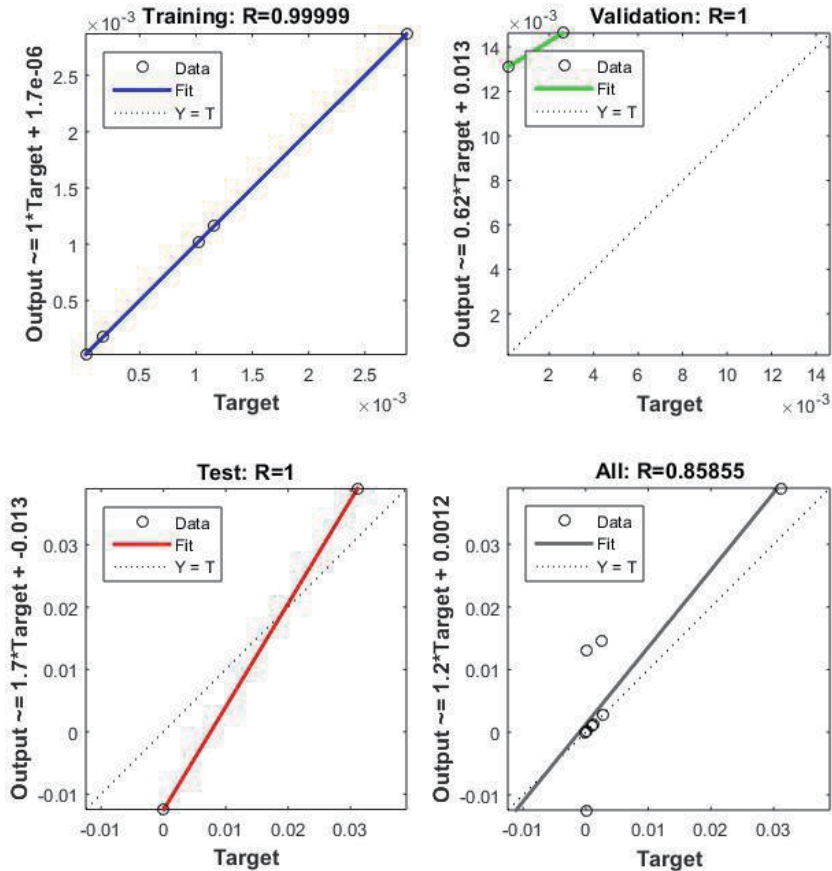 Training: R=0.99999
×10⁻³
Output ~= 1*Target + 1.7e-06
2.5
2
1.5
1
0.5
Data
Fit
Y = T
0.5
1
1.5
2
2.5
Target
×10⁻³
Validation: R=1
×10⁻³
Output ~= 0.62*Target + 0.013
14
12
10
8
6
4
2
Data
Fit
Y = T
2
4
6
8
10
12
14
Target
×10⁻³
Test: R=1
Output ~= 1.7*Target + -0.013
0.03
0.02
0.01
0
-0.01
Data
Fit
Y = T
-0.01
0
0.01
0.02
0.03
Target
All: R=0.85855
Output ~= 1.2*Target + 0.0012
0.03
0.02
0.01
0
-0.01
Data
Fit
Y = T
-0.01
0
0.01
0.02
0.03
Target